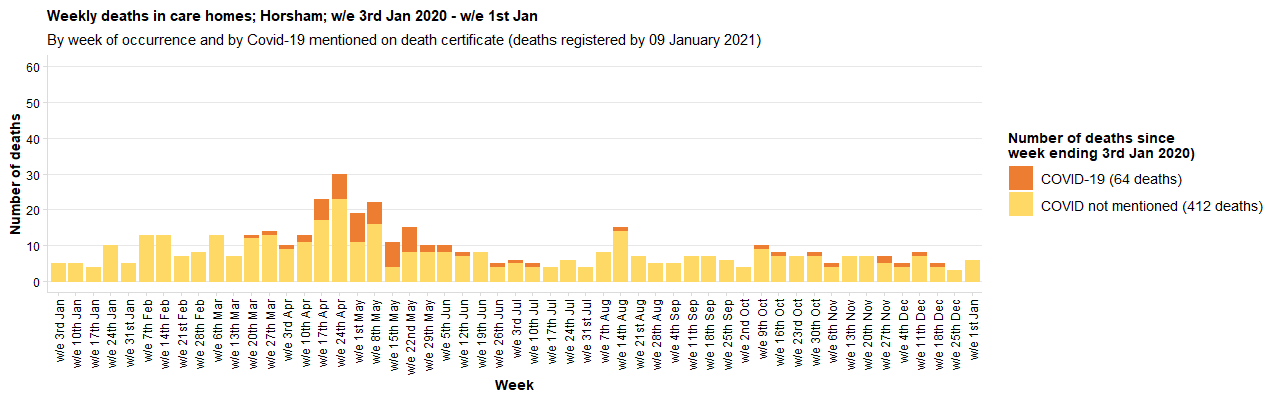 Weekly deaths in care homes; Horsham; w/e 3rd Jan 2020 - w/e 1st Jan
By week of occurrence and by Covid-19 mentioned on death certificate (deaths registered by 09 January 2021)
Number of deaths
60
50
40
30
20
10
0
w/e 3rd Jan
w/e 10th Jan
w/e 17th Jan
w/e 24th Jan
w/e 31st Jan
w/e 7th Feb
w/e 14th Feb
w/e 21st Feb
w/e 28th Feb
w/e 6th Mar
w/e 13th Mar
w/e 20th Mar
w/e 27th Mar
w/e 3rd Apr
w/e 10th Apr
w/e 17th Apr
w/e 24th Apr
w/e 1st May
w/e 8th May
w/e 15th May
w/e 22nd May
w/e 29th May
w/e 5th Jun
w/e 12th Jun
w/e 19th Jun
w/e 26th Jun
w/e 3rd Jul
w/e 10th Jul
w/e 17th Jul
w/e 24th Jul
w/e 31st Jul
w/e 7th Aug
w/e 14th Aug
w/e 21st Aug
w/e 28th Aug
w/e 4th Sep
w/e 11th Sep
w/e 18th Sep
w/e 25th Sep
w/e 2nd Oct
w/e 9th Oct
w/e 16th Oct
w/e 23rd Oct
w/e 30th Oct
w/e 6th Nov
w/e 13th Nov
w/e 20th Nov
w/e 27th Nov
w/e 4th Dec
w/e 11th Dec
w/e 18th Dec
w/e 25th Dec
w/e 1st Jan
Week
Number of deaths since
week ending 3rd Jan 2020)
COVID-19 (64 deaths)
COVID not mentioned (412 deaths)